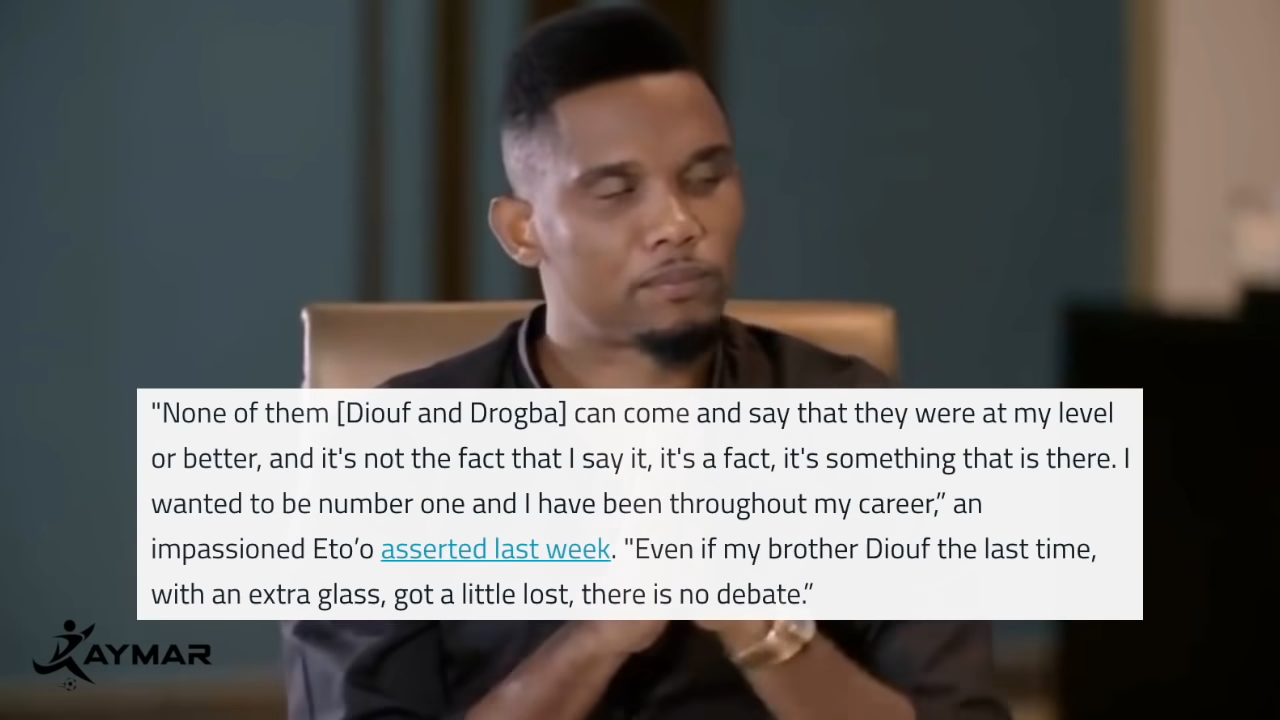 "None of them [Diouf and Drogba] can come and say that they were at my level
or better, and it's not the fact that I say it, it's a fact, it's something that is there. I
wanted to be number one and I have been throughout my career,” an
impassioned Eto’o asserted last week. "Even if my brother Diouf the last time,
with an extra glass, got a little lost, there is no debate.”
KAYMAR